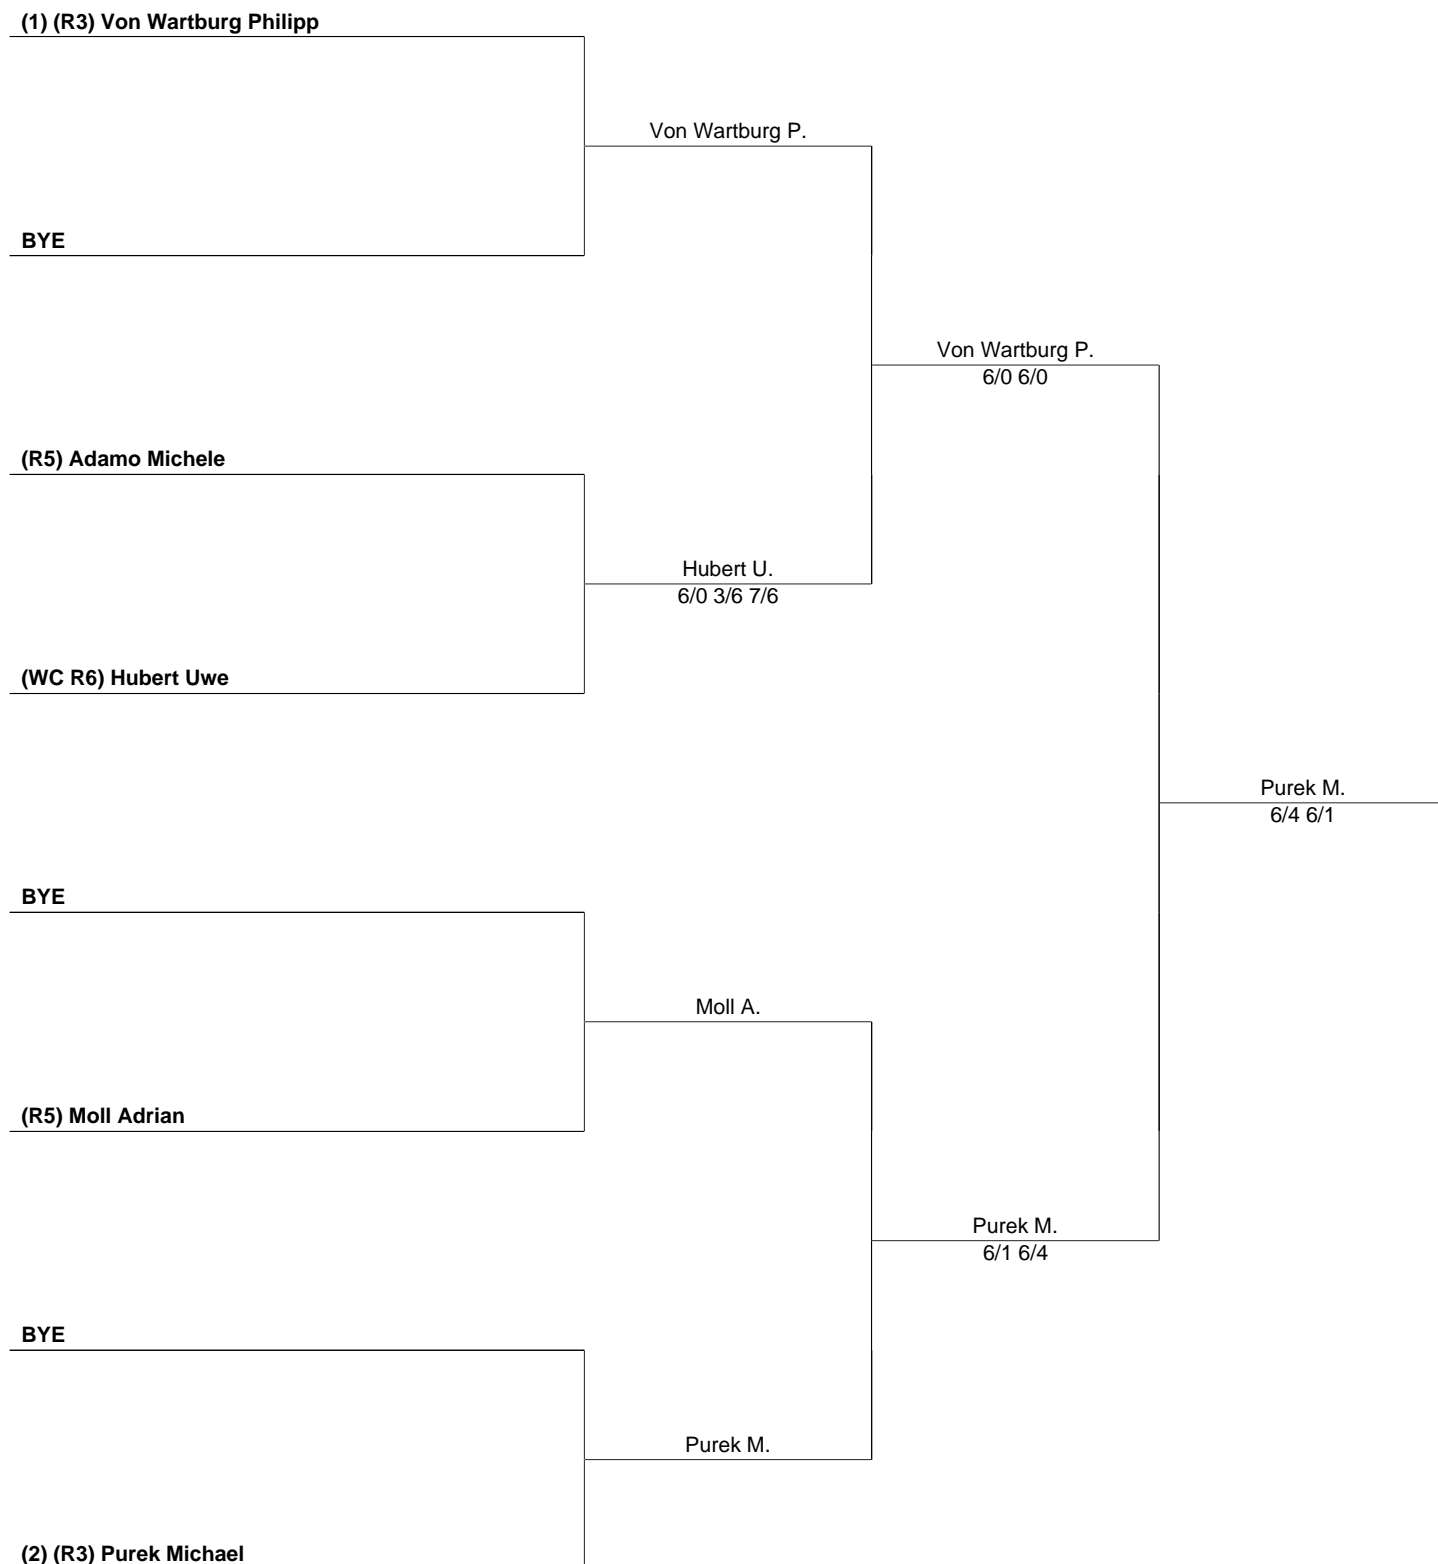 (1) (R3) Von Wartburg Philipp
Von Wartburg P.
BYE
Von Wartburg P.
6/0 6/0
(R5) Adamo Michele
Hubert U.
6/0 3/6 7/6
(WC R6) Hubert Uwe
Purek M.
6/4 6/1
BYE
Moll A.
(R5) Moll Adrian
Purek M.
6/1 6/4
BYE
Purek M.
(2) (R3) Purek Michael